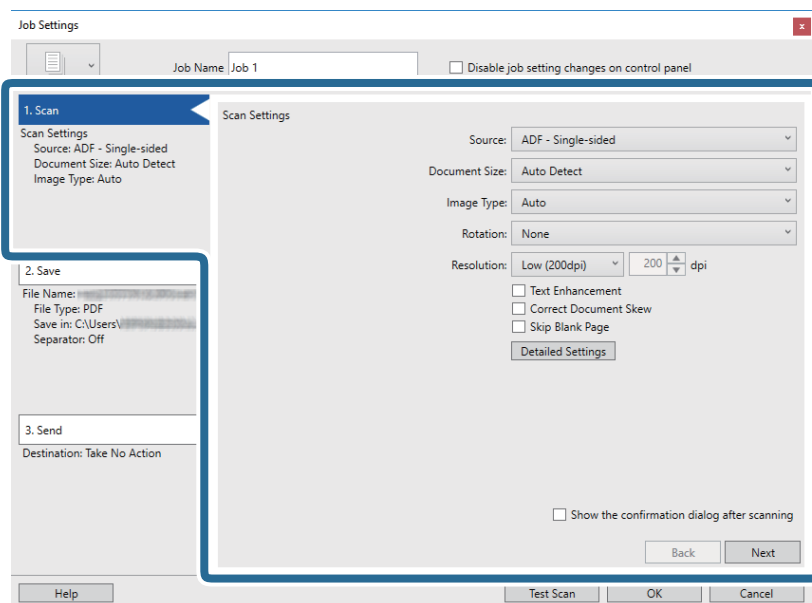 Job Settings
x
Job Name Job 1
Disable job setting changes on control panel
1. Scan
Scan Settings
Source: ADF - Single-sided
Document Size: Auto Detect
Image Type: Auto
2. Save
File Name:
File Type: PDF
Save in: C:\Users\
Separator: Off
3. Send
Destination: Take No Action
Scan Settings
Source: ADF - Single-sided
Document Size: Auto Detect
Image Type: Auto
Rotation: None
Resolution: Low (200dpi) 200 dpi
Text Enhancement
Correct Document Skew
Skip Blank Page
Detailed Settings
Show the confirmation dialog after scanning
Back Next
Help Test Scan OK Cancel